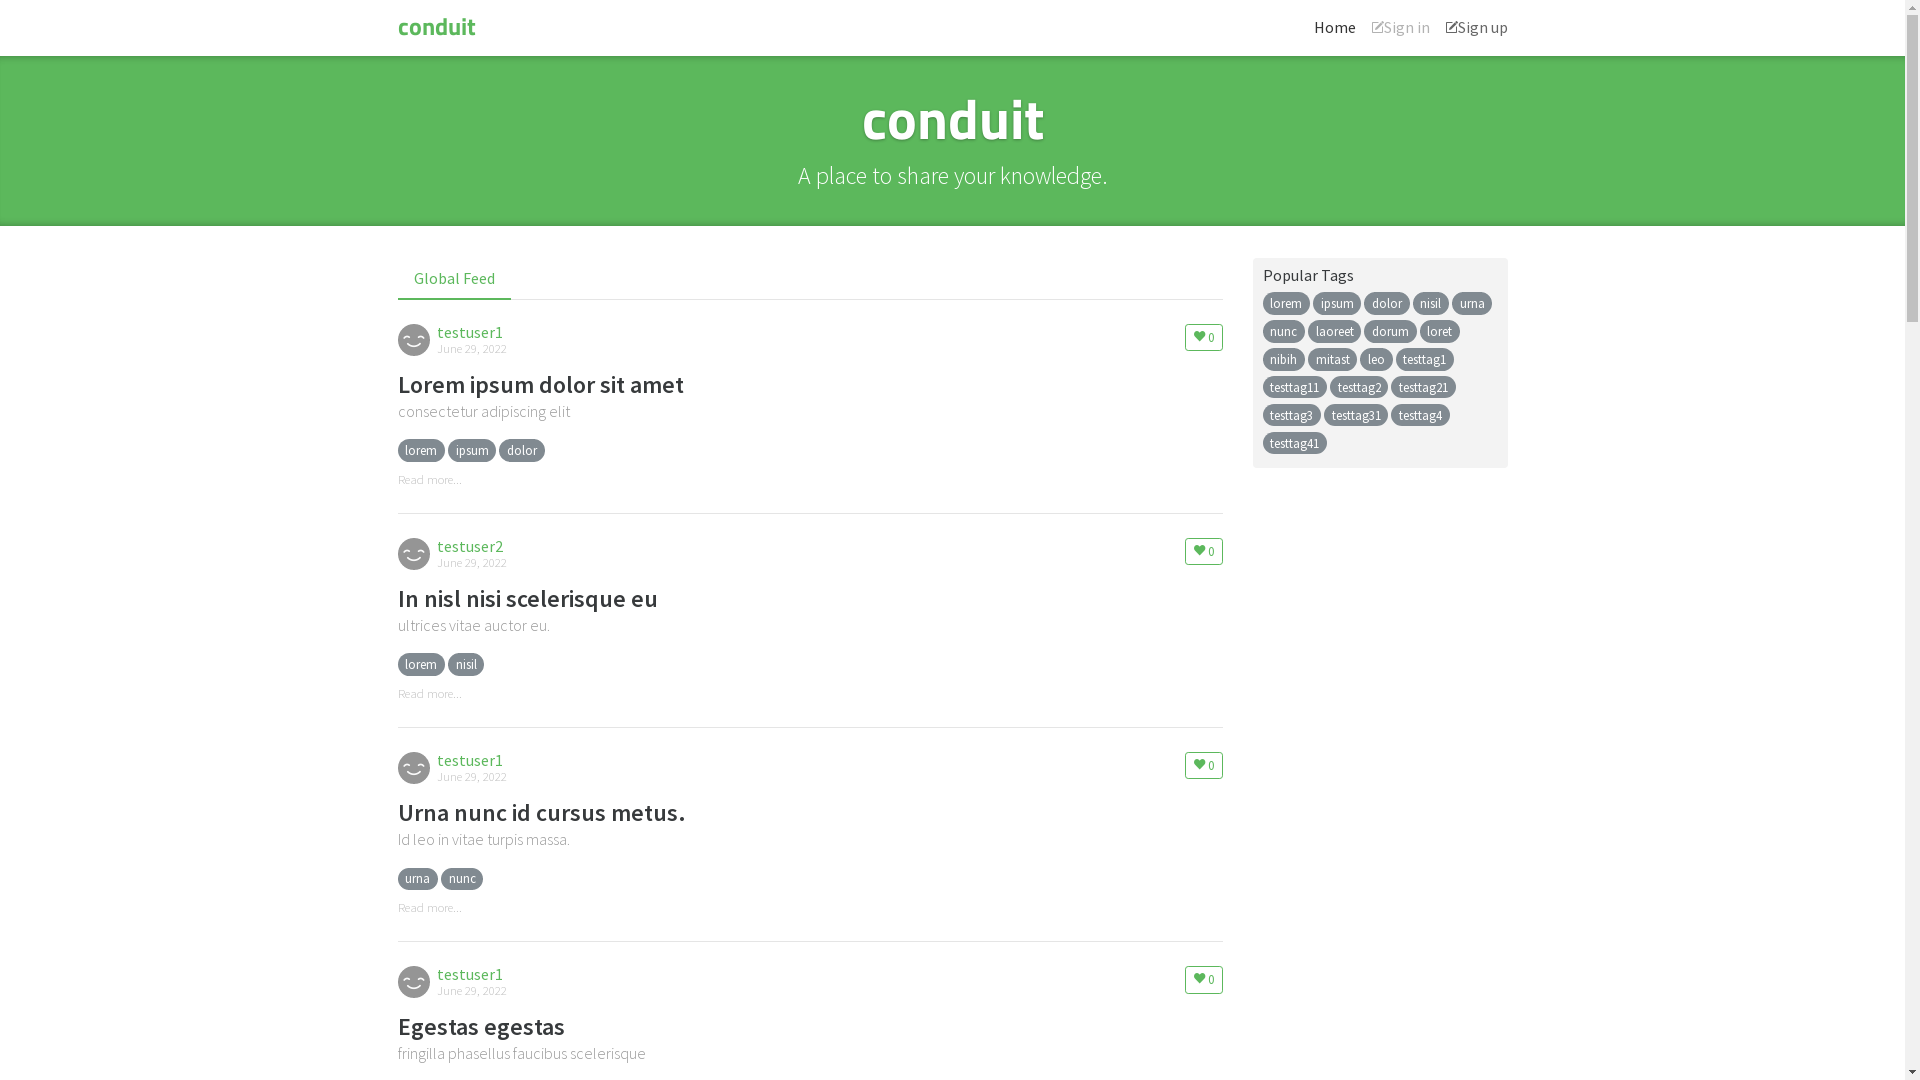 conduit
Home Sign in Sign up
conduit
A place to share your knowledge.
Global Feed
testuser1
June 29, 2022
0
Lorem ipsum dolor sit amet
consectetur adipiscing elit
lorem ipsum dolor
Read more...
testuser2
June 29, 2022
0
In nisl nisi scelerisque eu
ultrices vitae auctor eu.
lorem nisil
Read more...
testuser1
June 29, 2022
0
Urna nunc id cursus metus.
Id leo in vitae turpis massa.
urna nunc
Read more...
testuser1
June 29, 2022
0
Egestas egestas
fringilla phasellus faucibus scelerisque
Popular Tags
lorem ipsum dolor nisil urna
nunc laoreet dorum loret
nibih mitast leo testtag1
testtag11 testtag2 testtag21
testtag3 testtag31 testtag4
testtag41